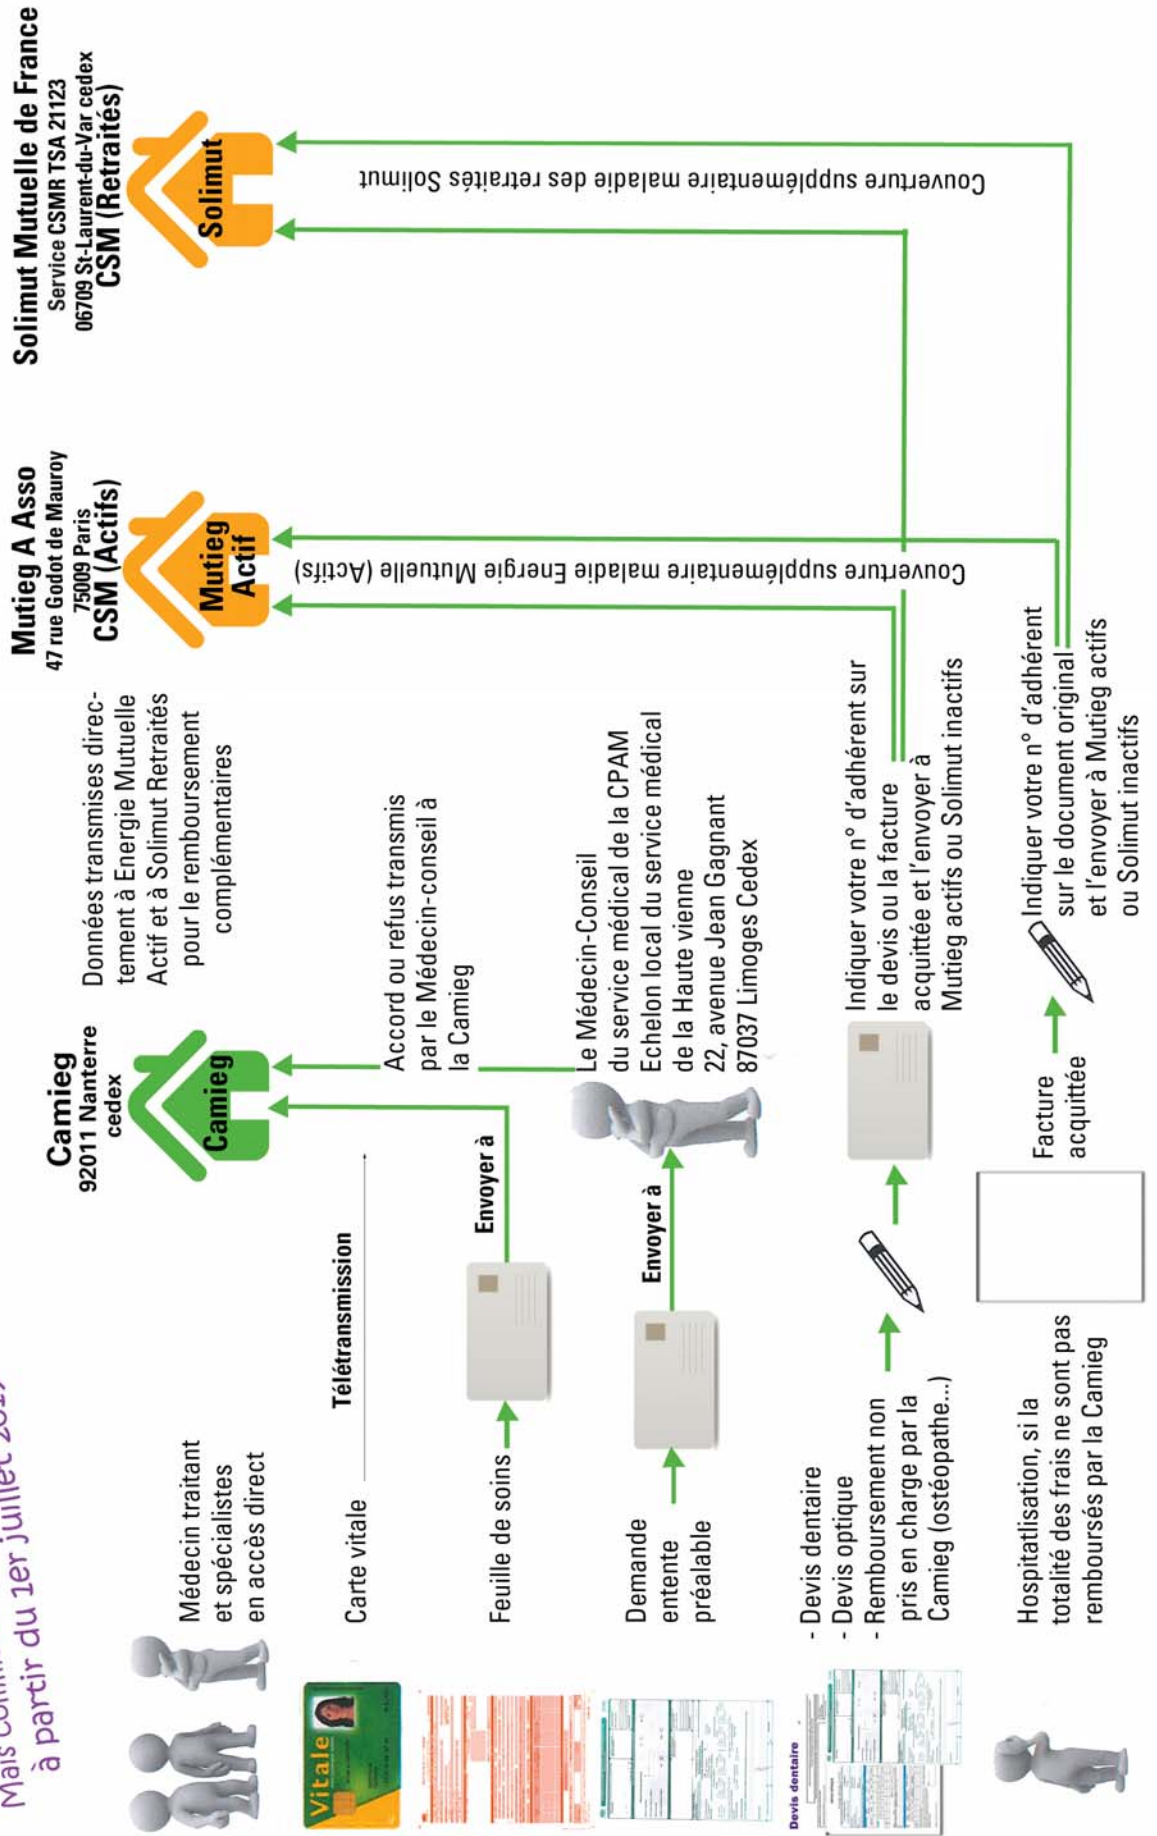 à partir du 1er juillet
Camieg
92011 Nanterre
cedex
Camieg
Données transmises direc-
tement à Energie Mutuelle
Actif et à Solimut Retraités
pour le remboursement
complémentaires
Mutieg A Asso
47 rue Godot de Mauroy
75009 Paris
CSM (Actifs)
Mutieg
Actif
Solimut Mutuelle de France
Service CSMR TSA 21123
06709 St-Laurent-du-Var cedex
CSM (Retraités)
Solimut
Médecin traitant
et spécialistes
en accès direct
Vitale
Carte vitale
Télétransmission
Feuille de soins
Envoyer à
Accord ou refus transmis
par le Médecin-conseil à
la Camieg
Demande
entente
préalable
Envoyer à
Le Médecin-Conseil
du service médical de la CPAM
Echelon local du service médical
de la Haute vienne
22, avenue Jean Gagnant
87037 Limoges Cedex
Couverture supplémentaire maladie Energie Mutuelle (Actifs)
Couverture supplémentaire maladie des retraités Solimut
Devis dentaire
- Devis dentaire
- Devis optique
- Remboursement non
pris en charge par la
Camieg (ostéopathe...)
Indiquer votre n° d'adhérent sur
le devis ou la facture
acquittée et l'envoyer à
Mutieg actifs ou Solimut inactifs
Hospitatlisation, si la
totalité des frais ne sont pas
remboursés par la Camieg
Facture
acquittée
Indiquer votre n° d'adhérent
sur le document original
et l'envoyer à Mutieg actifs
ou Solimut inactifs